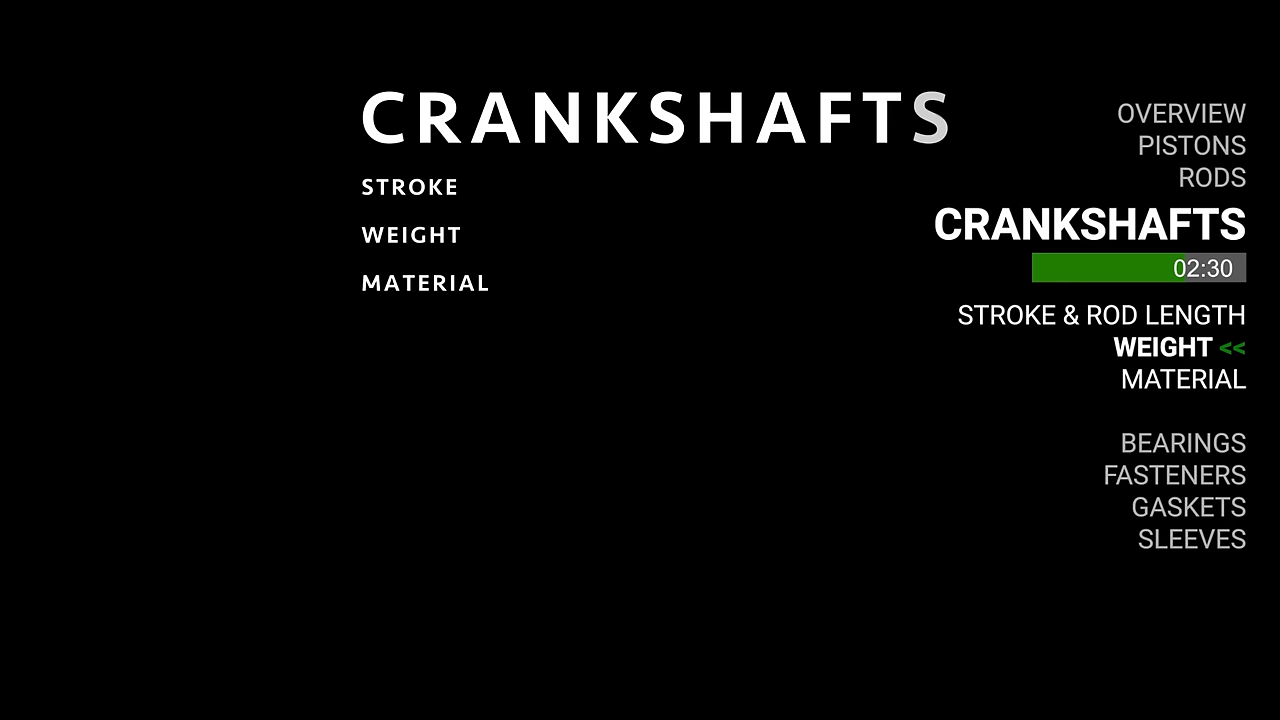 CRANKSHAFTS
STROKE
WEIGHT
MATERIAL
OVERVIEW
PISTONS
RODS
CRANKSHAFTS
02:30
STROKE & ROD LENGTH
WEIGHT <<
MATERIAL
BEARINGS
FASTENERS
GASKETS
SLEEVES